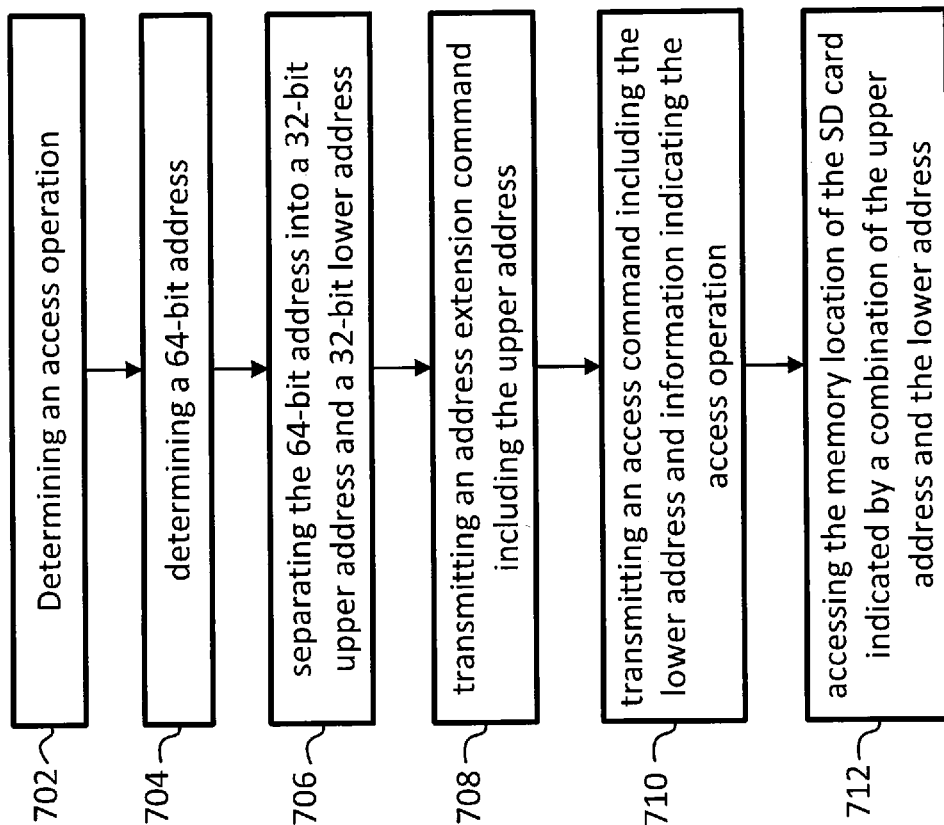 702
Determining an access operation
704
determining a 64-bit address
706
separating the 64-bit address into a 32-bit
upper address and a 32-bit lower address
708
transmitting an address extension command
including the upper address
710
transmitting an access command including the
lower address and information indicating the
access operation
712
accessing the memory location of the SD card
indicated by a combination of the upper
address and the lower address